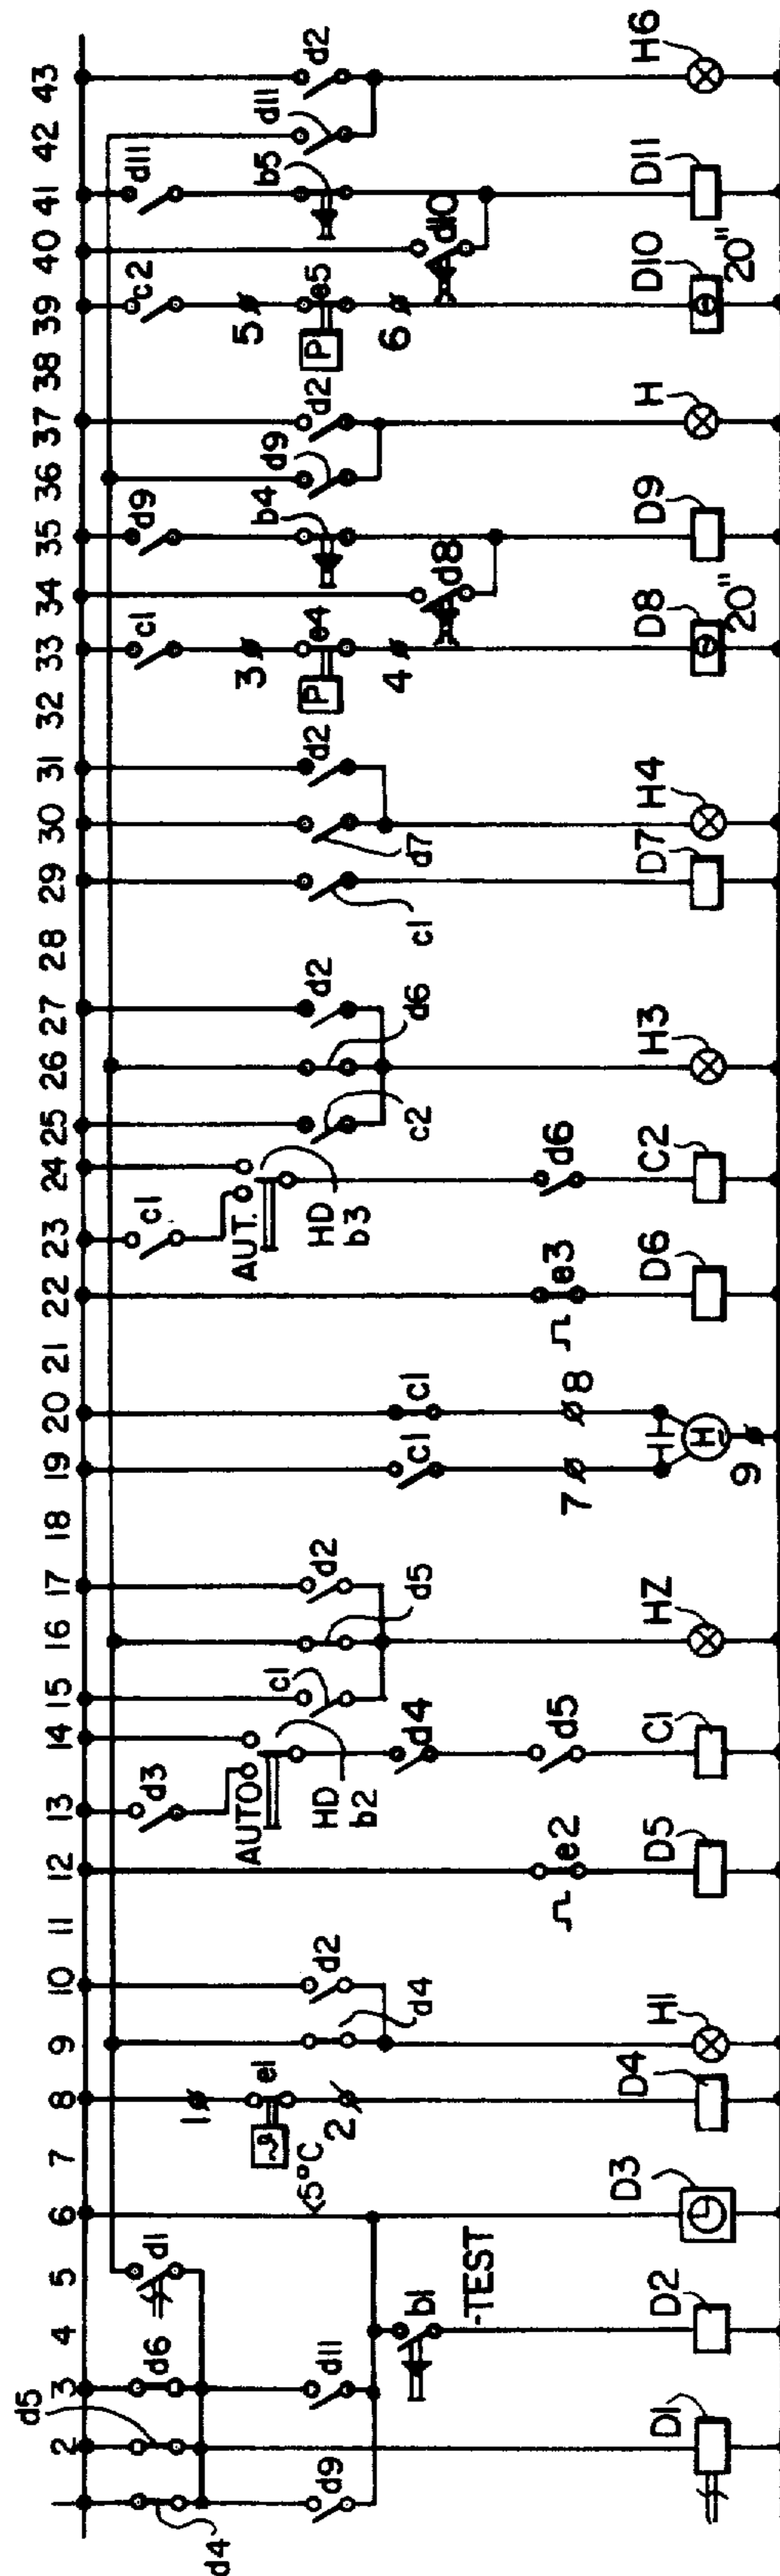 2 3 4 5 6 7 8 9 10 11 12 13 14 15 16 17 18 19 20 21 22 23 24 25 26 27 28 29 30 31 32 33 34 35 36 37 38 39 40 41 42 43
d4
d5
d6
d1
d9
d11
b1
-TEST
D1
D2
D3
<5°C
1
e1
2
D4
d4
d2
H1
e2
D5
d3
AUTO
HD
b2
d4
d5
C1
c1
d5
d2
HZ
c1
c1
7
8
H
9
e3
D6
c1
AUT.
HD
b3
d6
C2
c2
d6
d2
H3
c1
D7
d7
d2
H4
c1
3
P
e4
4
D8
20"
d8
d9
b4
D9
d9
d2
H
c2
5
P
e5
6
D10
20"
d10
d11
b5
D11
d11
d2
H6